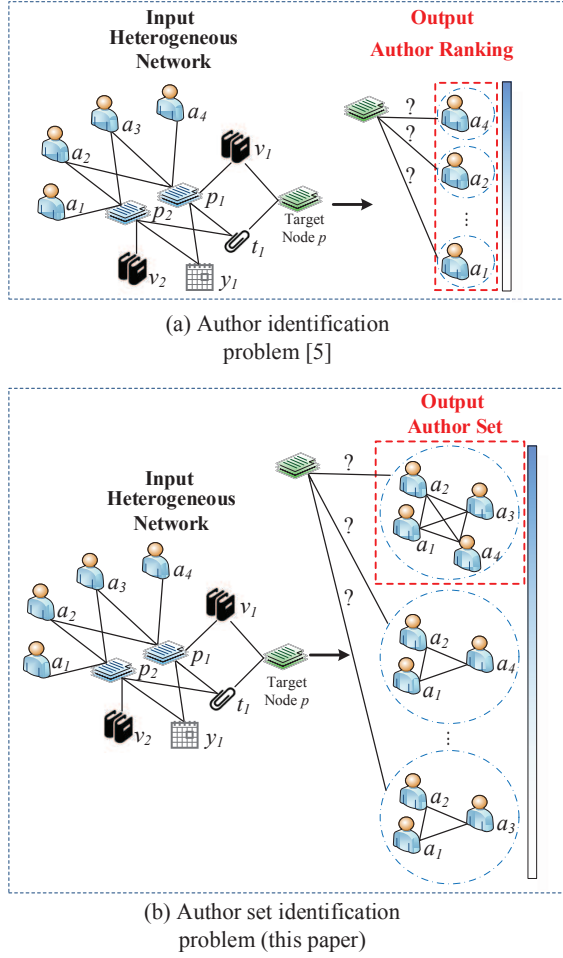 Input
Heterogeneous
Network
Output
Author Ranking
a3
a4
a2
v1
a1
p1
p2
Target
Node p
t1
v2
y1
?
?
?
a4
a2
...
a1
(a) Author identification
problem [5]
Output
Author Set
Input
Heterogeneous
Network
?
a2
a3
a1
a4
a4
a3
a2
v1
a1
p1
p2
Target
Node p
t1
v2
y1
?
?
a2
a4
a1
...
a2
a3
a1
(b) Author set identification
problem (this paper)